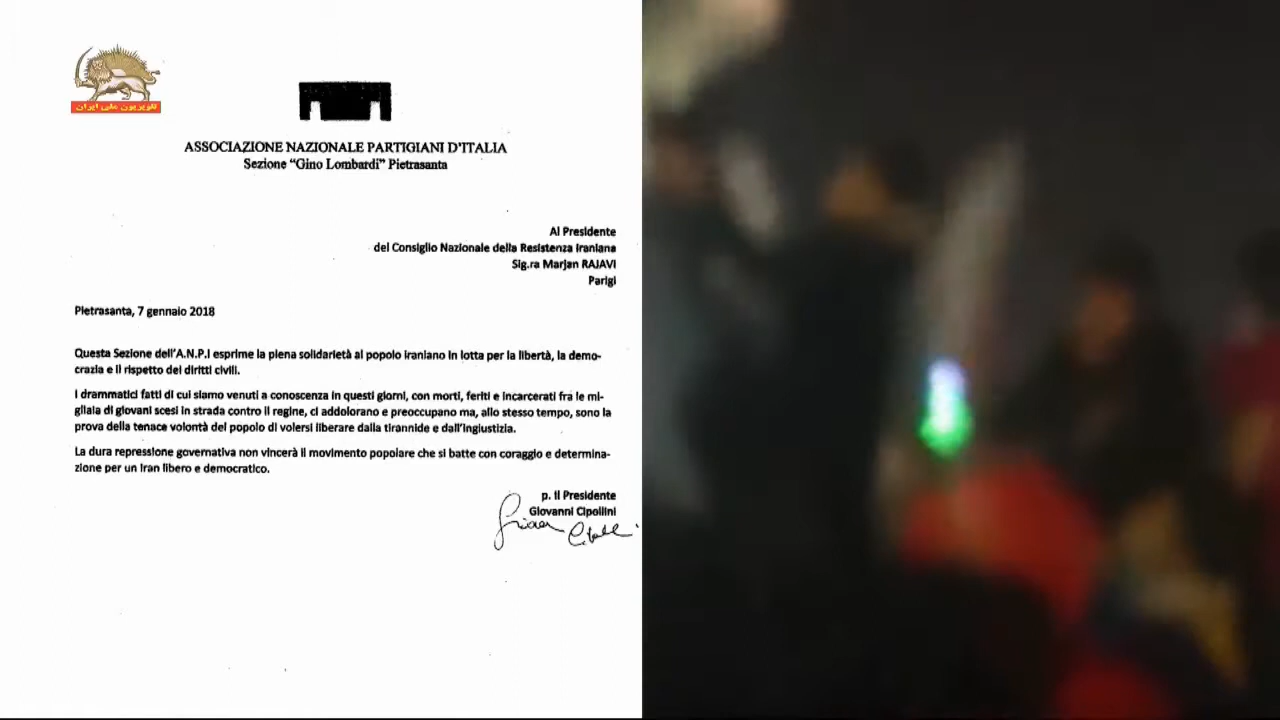 تلویزیون ملی ایران
ASSOCIAZIONE NAZIONALE PARTIGIANI D'ITALIA
Sezione "Gino Lombardi" Pietrasanta
Al Presidente
del Consiglio Nazionale della Resistenza Iraniana
Sig.ra Marjan RAJAVI
Parigi
Pietrasanta, 7 gennaio 2018
Questa Sezione dell'A.N.P.I esprime la piena solidarietà al popolo iraniano in lotta per la libertà, la demo-
crazia e il rispetto dei diritti civili.
I drammatici fatti di cui siamo venuti a conoscenza in questi giorni, con morti, feriti e incarcerati fra le mi-
gliaia di giovani scesi in strada contro il regine, ci addolorano e preoccupano ma, allo stesso tempo, sono la
prova della tenace volontà del popolo di volersi liberare dalla tirannide e dall'ingiustizia.
La dura repressione governativa non vincerà il movimento popolare che si batte con coraggio e determina-
zione per un Iran libero e democratico.
p. Il Presidente
Giovanni Cipollini